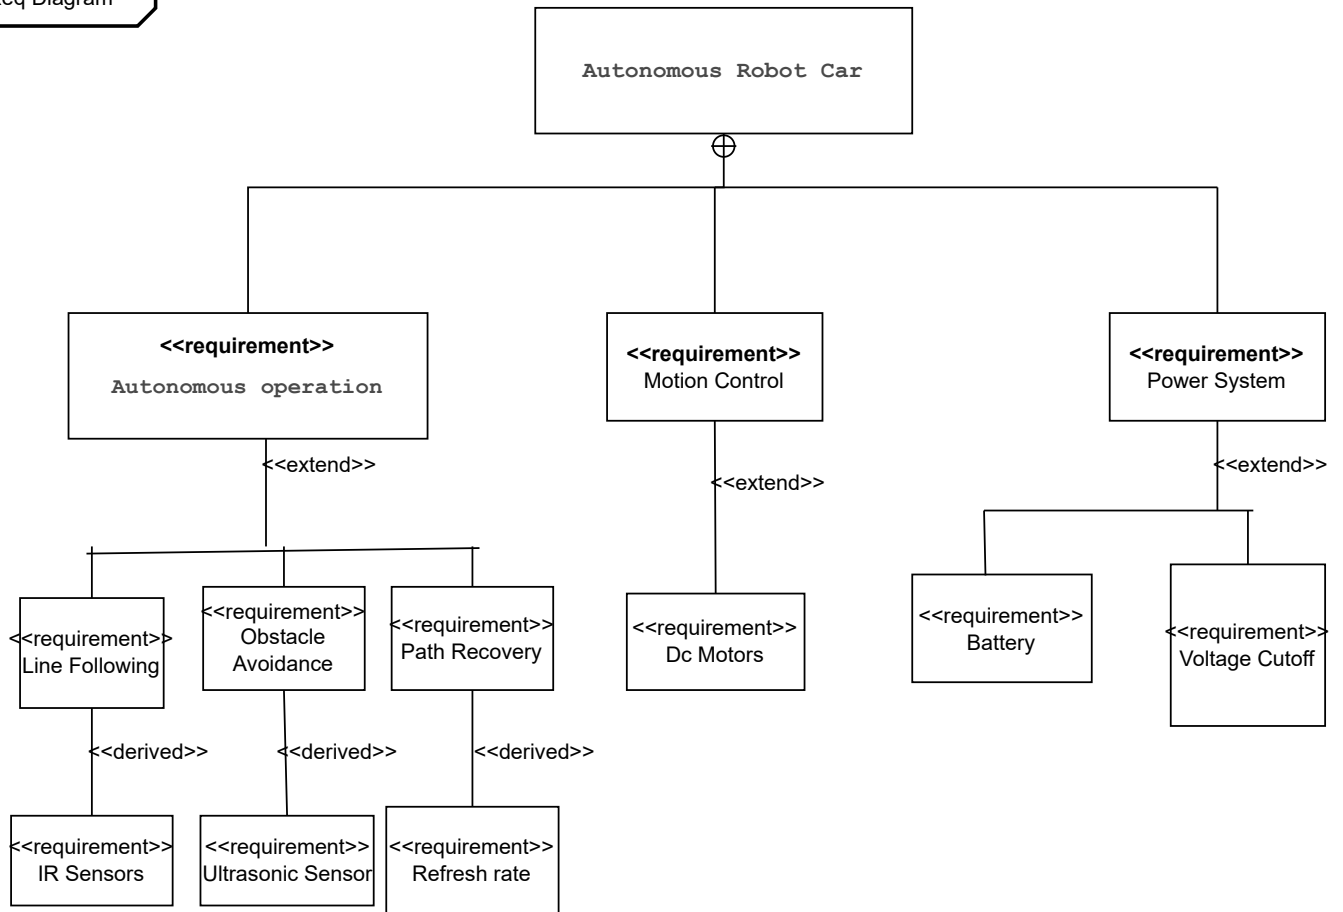 Diagram
Autonomous Robot Car
<<requirement>>
Autonomous operation
<<requirement>>
Motion Control
<<requirement>>
Power System
<<extend>>
<<extend>>
<<extend>>
<<requirement>>
Line Following
<<requirement>>
Obstacle
Avoidance
<<requirement>>
Path Recovery
<<requirement>>
Dc Motors
<<requirement>>
Battery
<<requirement>>
Voltage Cutoff
<<derived>>
<<derived>>
<<derived>>
<<requirement>>
IR Sensors
<<requirement>>
Ultrasonic Sensor
<<requirement>>
Refresh rate